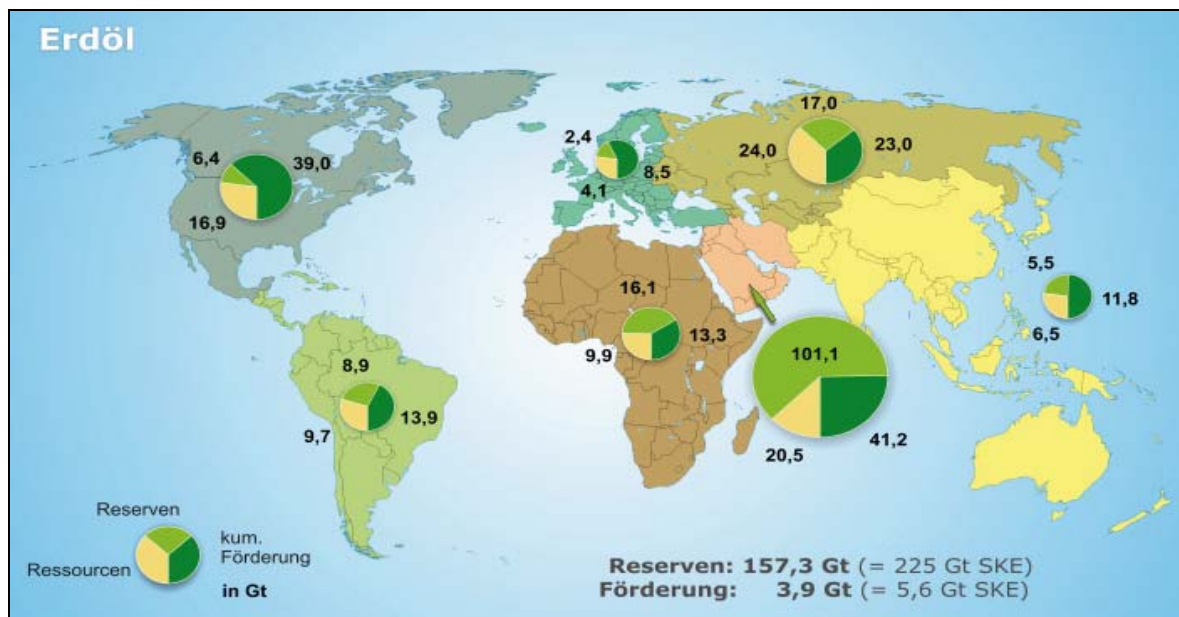 Erdöl
17,0
2,4
6,4
39,0
24,0
23,0
8,5
4,1
16,9
5,5
11,8
16,1
13,3
6,5
9,9
101,1
8,9
13,9
9,7
41,2
20,5
Reserven
kum.
Förderung
Ressourcen
in Gt
Reserven: 157,3 Gt (= 225 Gt SKE)
Förderung: 3,9 Gt (= 5,6 Gt SKE)